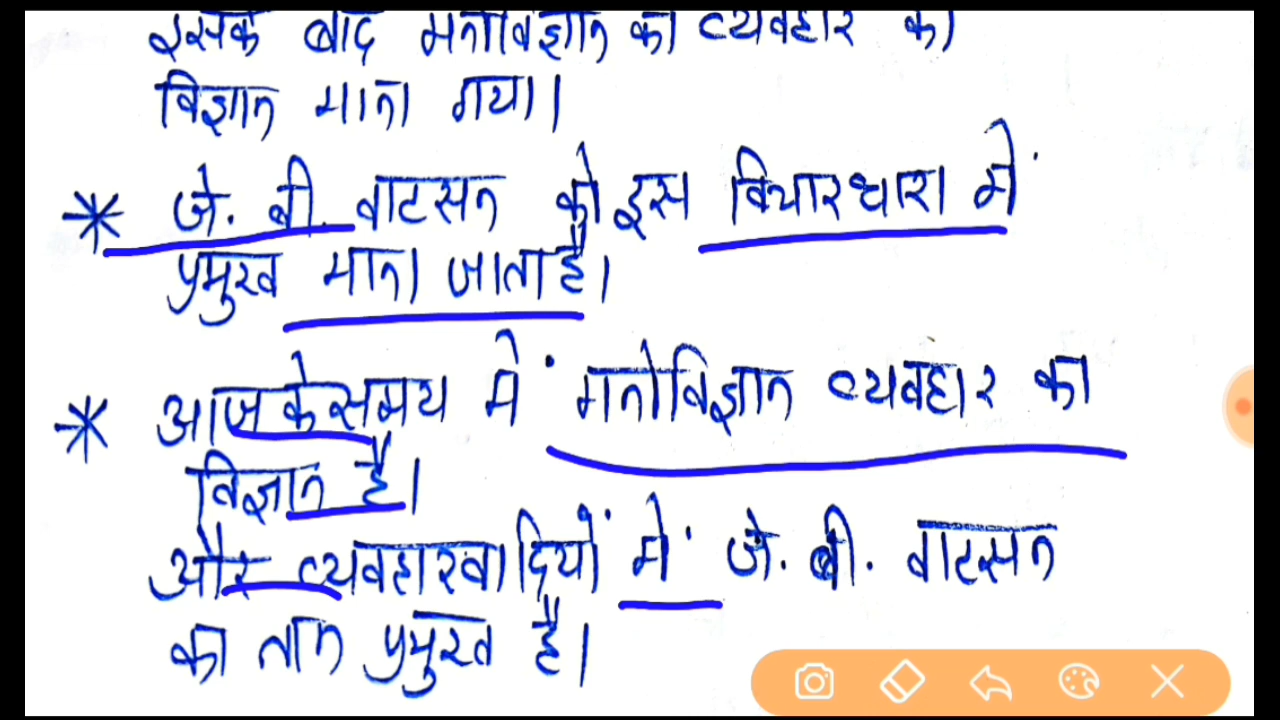 इसके बाद मनोविज्ञान को व्यवहार का
विज्ञान माना गया।
* जे. बी. वाटसन को इस विचारधारा में
प्रमुख माना जाता है।
* आज के समय में मनोविज्ञान व्यवहार का
विज्ञान है।
और व्यवहारवादियों में जे. बी. वाटसन
का नाम प्रमुख है।